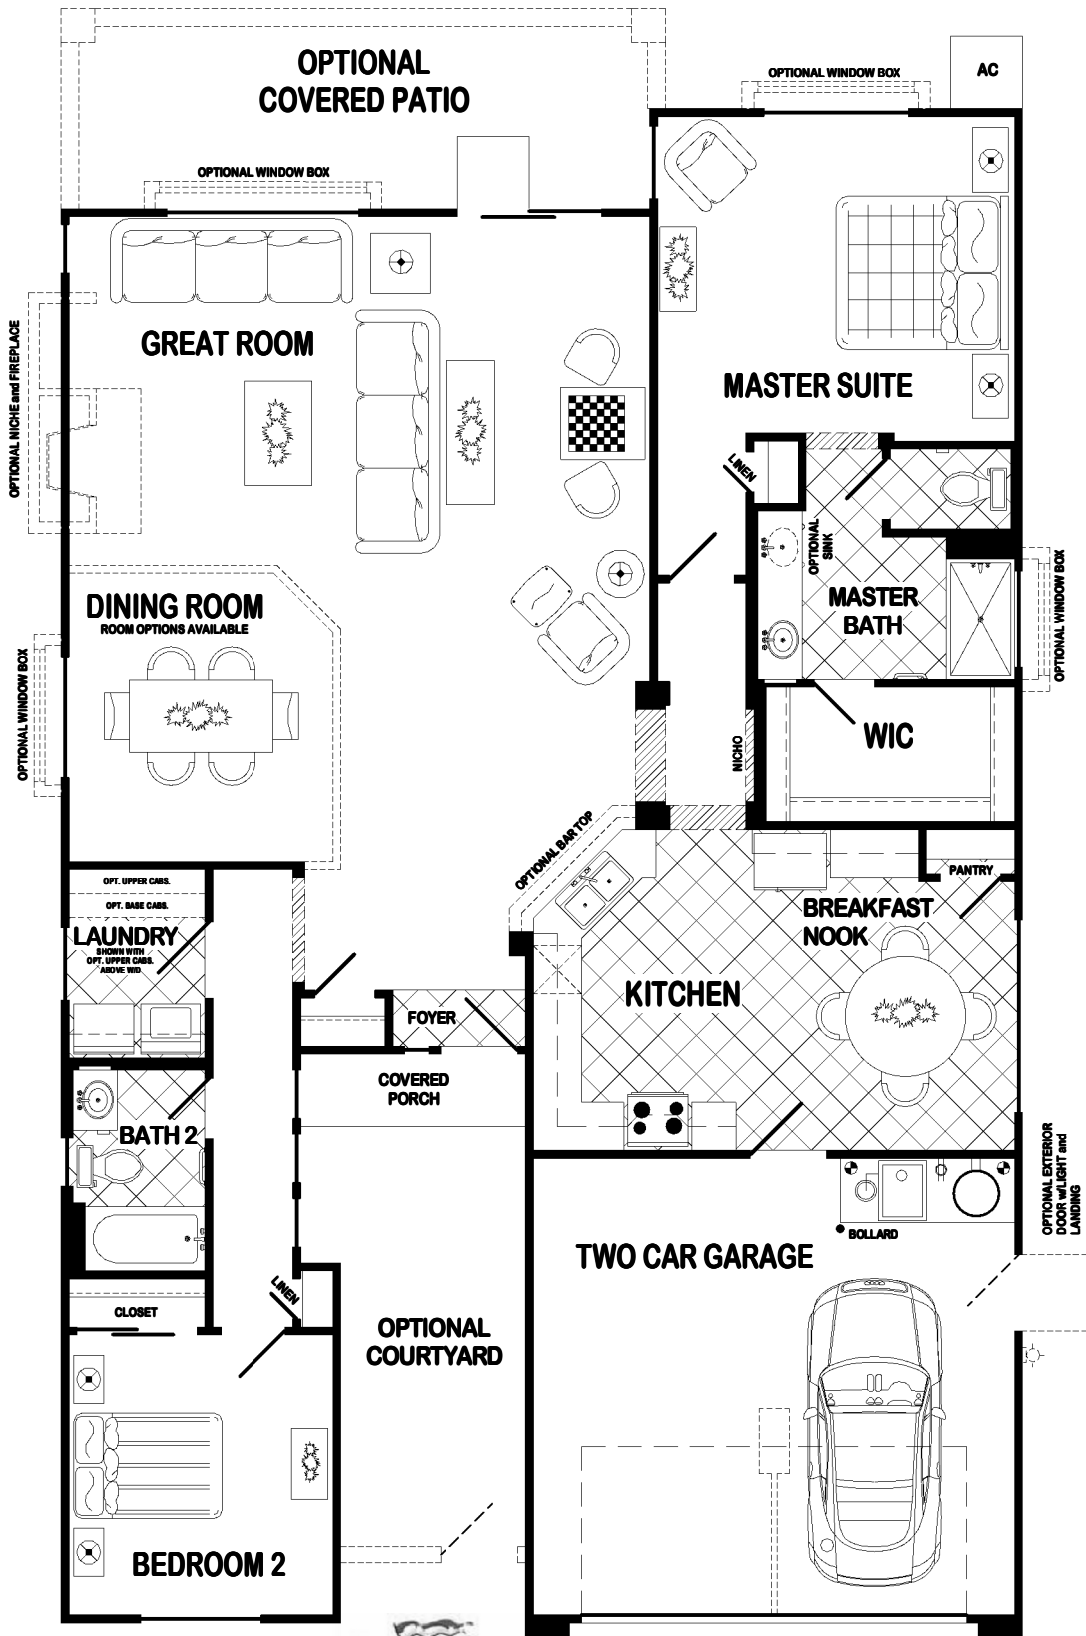 OPTIONAL
COVERED PATIO
OPTIONAL WINDOW BOX
AC
OPTIONAL WINDOW BOX
GREAT ROOM
OPTIONAL NICHE and FIREPLACE
MASTER SUITE
LINEN
OPTIONAL
SINK
MASTER
BATH
OPTIONAL WINDOW BOX
DINING ROOM
ROOM OPTIONS AVAILABLE
OPTIONAL WINDOW BOX
WIC
NICHO
OPTIONAL BAR TOP
PANTRY
OPT. UPPER CABS.
OPT. BASE CABS.
LAUNDRY
SHOWN WITH
OPT. UPPER CABS.
ABOVE W/D
BREAKFAST
NOOK
KITCHEN
FOYER
COVERED
PORCH
BATH 2
OPTIONAL EXTERIOR
DOOR w/LIGHT and
LANDING
BOLLARD
TWO CAR GARAGE
LINEN
CLOSET
OPTIONAL
COURTYARD
BEDROOM 2